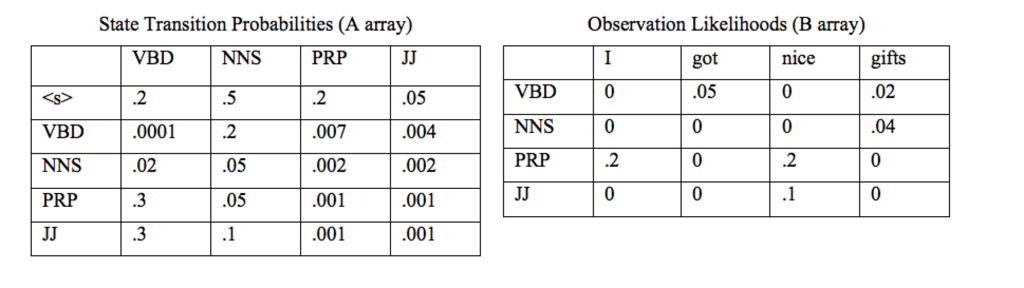 State Transition Probabilities (A array)
VBD NNS PRP JJ
<s> .2 .5 .2 .05
VBD .0001 .2 .007 .004
NNS .02 .05 .002 .002
PRP .3 .05 .001 .001
JJ .3 .1 .001 .001
Observation Likelihoods (B array)
I got nice gifts
VBD 0 .05 0 .02
NNS 0 0 0 .04
PRP .2 0 .2 0
JJ 0 0 .1 0